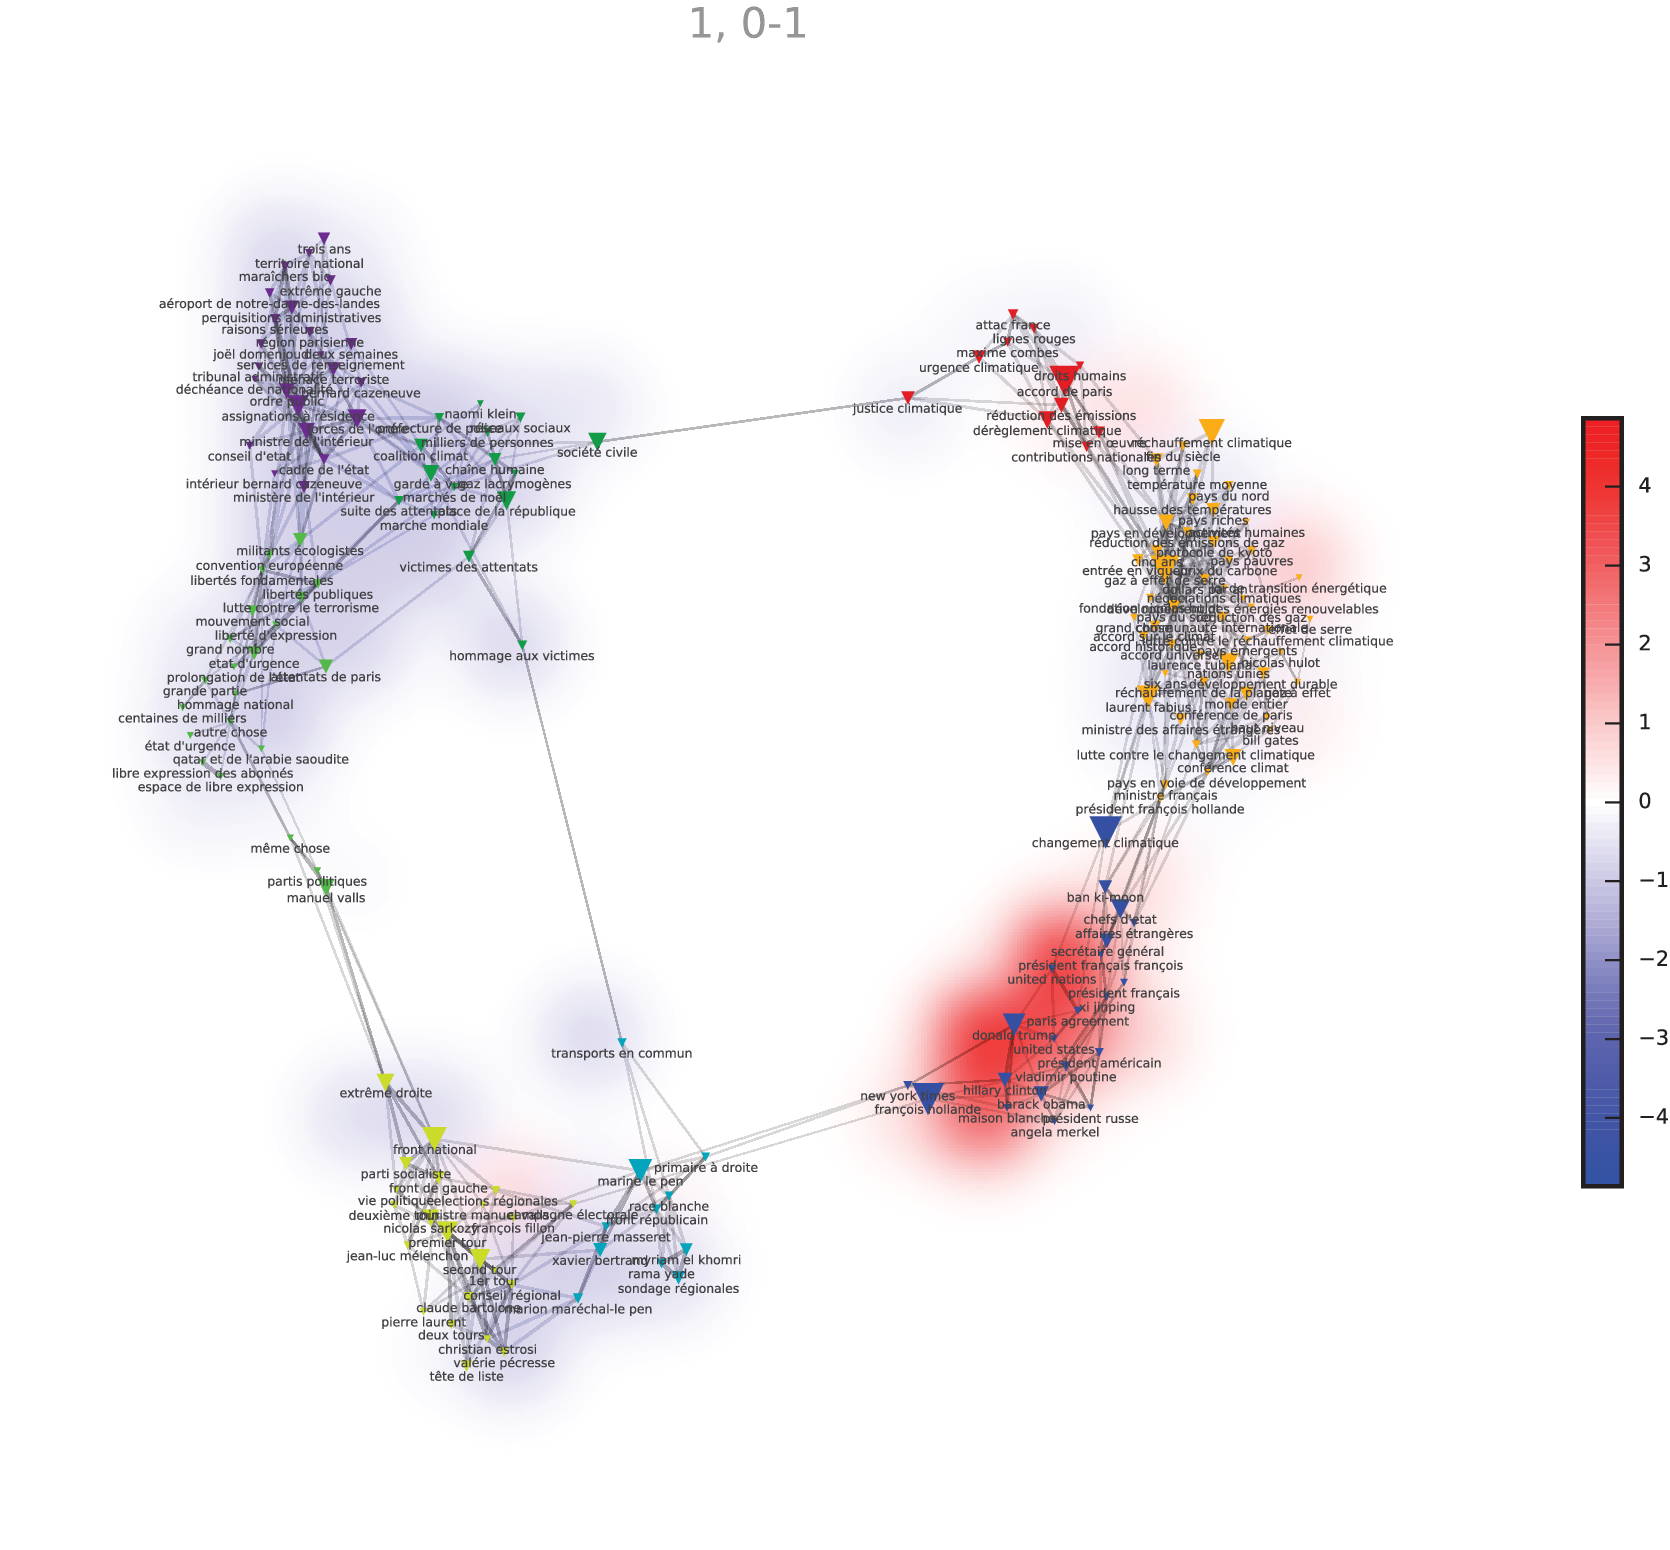 1, 0-1
trois ans
territoire national
maraîchers bio
extrême gauche
aéroport de notre-dame-des-landes
perquisitions administratives
raisons sérieuses
région parisienne
joël domenjoud
deux semaines
services de renseignement
tribunal administratif
menace terroriste
déchéance de nationalité
bernard cazeneuve
ordre public
assignations à résidence
forces de l'ordre
ministre de l'intérieur
conseil d'etat
cadre de l'état
intérieur bernard cazeneuve
ministère de l'intérieur
naomi klein
préfecture de police
réseaux sociaux
milliers de personnes
coalition climat
chaîne humaine
garde à vue
gaz lacrymogènes
marchés de noël
suite des attentats
place de la république
marche mondiale
société civile
victimes des attentats
hommage aux victimes
militants écologistes
convention européenne
libertés fondamentales
libertés publiques
lutte contre le terrorisme
mouvement social
liberté d'expression
grand nombre
etat d'urgence
prolongation de l'état
attentats de paris
grande partie
hommage national
centaines de milliers
autre chose
état d'urgence
qatar et de l'arabie saoudite
libre expression des abonnés
espace de libre expression
même chose
partis politiques
manuel valls
attac france
lignes rouges
maxime combes
urgence climatique
droits humains
accord de paris
justice climatique
réduction des émissions
dérèglement climatique
mise en œuvre
contributions nationales
réchauffement climatique
fin du siècle
long terme
température moyenne
pays du nord
hausse des températures
pays riches
pays en développement
activités humaines
réduction des émissions de gaz
protocole de kyoto
cinq ans
pays pauvres
entrée en vigueur
prix du carbone
gaz à effet de serre
dollars par an
loi de transition énergétique
négociations climatiques
fondation nicolas hulot
développement des énergies renouvelables
pays du sud
réduction des gaz
grand chose
communauté internationale
effet de serre
accord sur le climat
lutte contre le réchauffement climatique
accord historique
pays émergents
accord universel
laurence tubiana
nicolas hulot
nations unies
six ans
développement durable
réchauffement de la planète
gaz à effet
laurent fabius
monde entier
conférence de paris
ministre des affaires étrangères
haut niveau
bill gates
lutte contre le changement climatique
conférence climat
pays en voie de développement
ministre français
président françois hollande
changement climatique
ban ki-moon
chefs d'etat
affaires étrangères
secrétaire général
président français françois
united nations
président français
xi jinping
paris agreement
donald trump
united states
président américain
vladimir poutine
hillary clinton
new york times
barack obama
françois hollande
maison blanche
président russe
angela merkel
transports en commun
extrême droite
front national
parti socialiste
front de gauche
vie politique
elections régionales
deuxième tour
ministre manuel valls
campagne électorale
nicolas sarkozy
françois fillon
premier tour
jean-luc mélenchon
second tour
1er tour
conseil régional
claude bartolone
marion maréchal-le pen
pierre laurent
deux tours
christian estrosi
valérie pécresse
tête de liste
primaire à droite
marine le pen
race blanche
front républicain
jean-pierre masseret
xavier bertrand
myriam el khomri
rama yade
sondage régionales
4
3
2
1
0
−1
−2
−3
−4